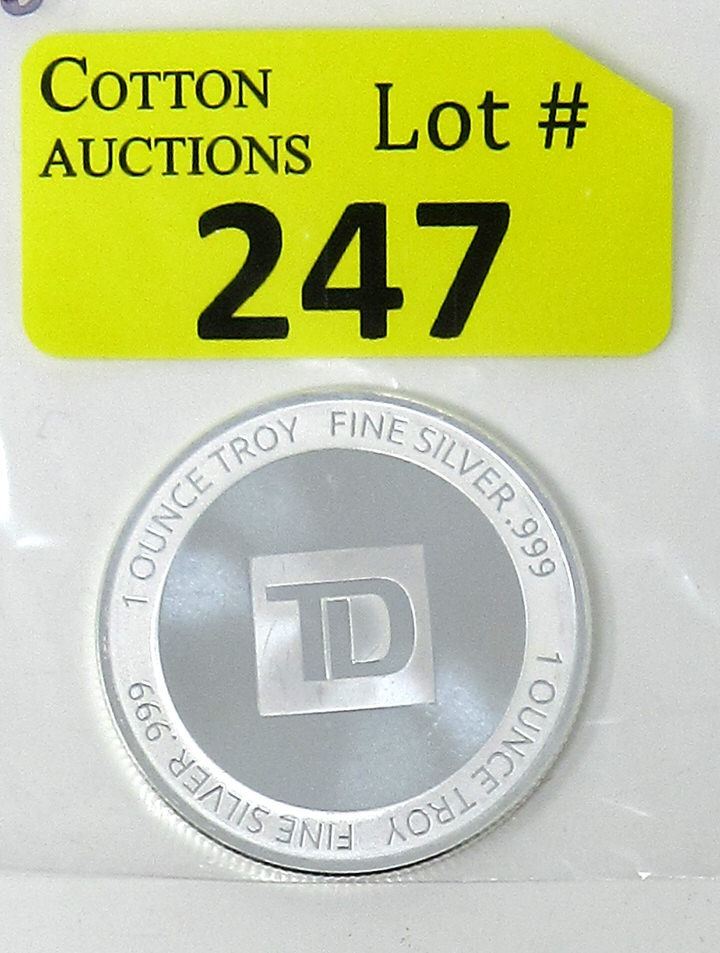 COTTON
AUCTIONS
Lot #
247
1 OUNCE TROY FINE SILVER .999
1 OUNCE TROY FINE SILVER .999
TD